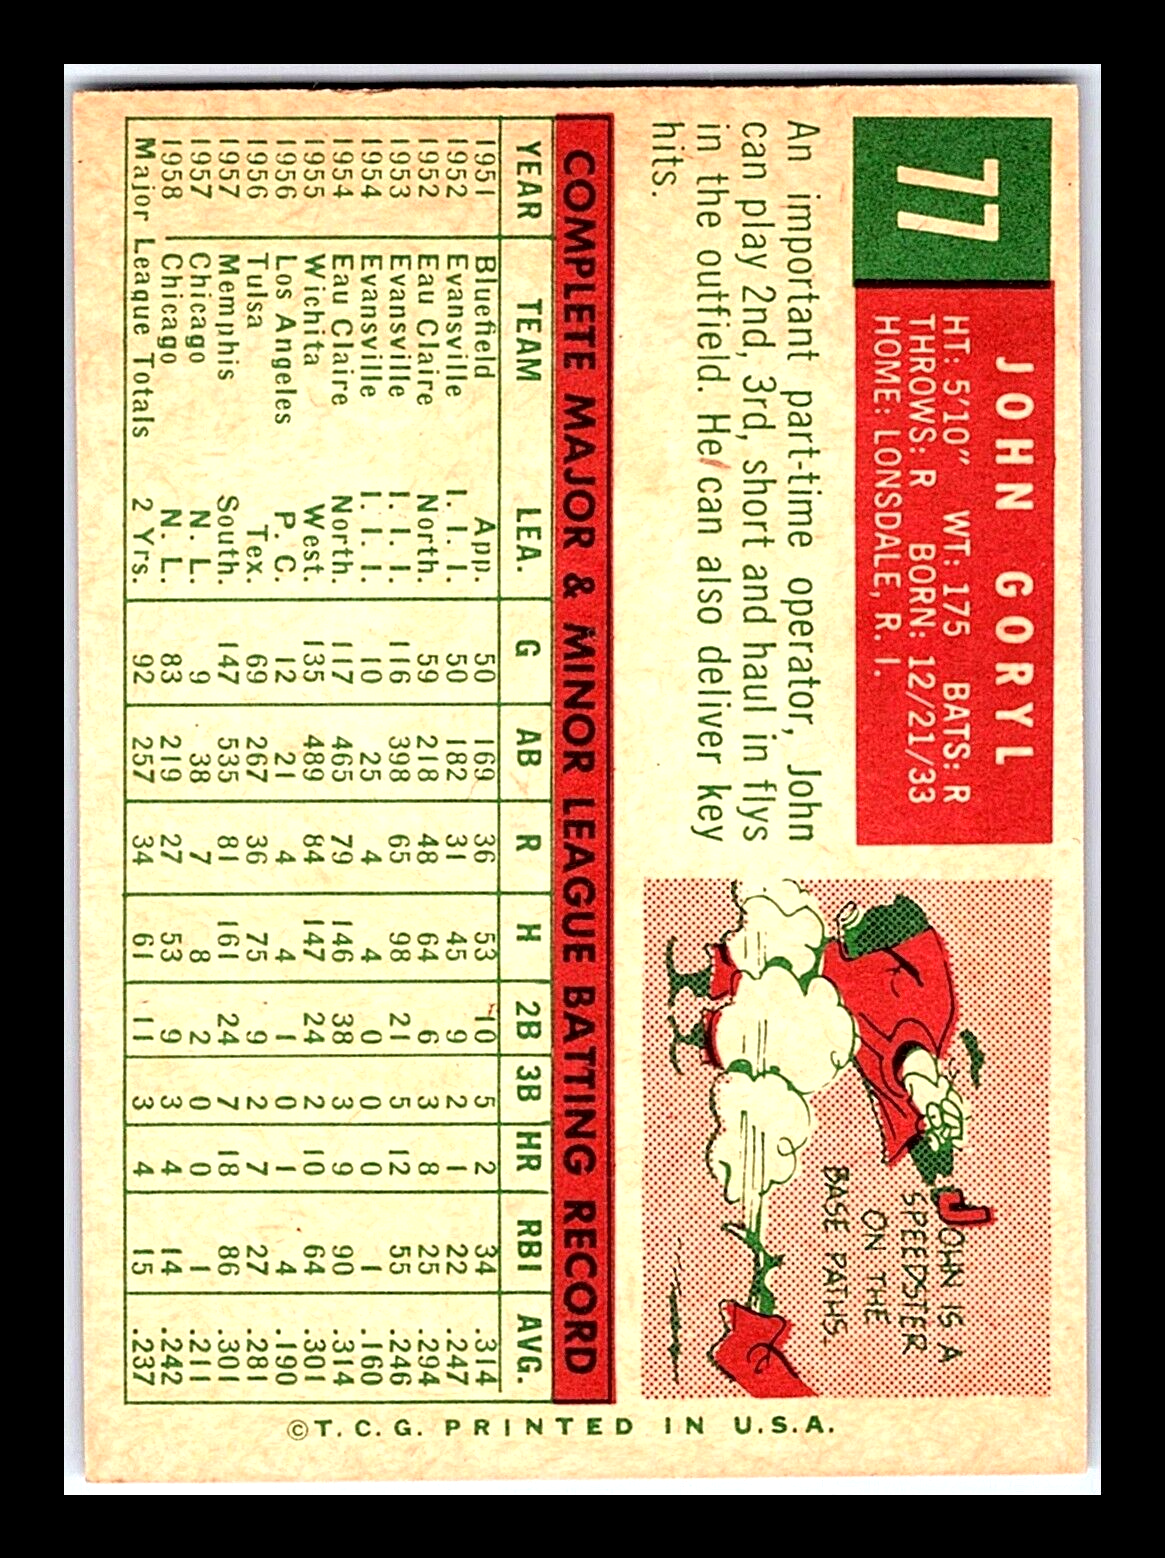 77
JOHN GORYL
HT: 5'10" WT: 175 BATS: R
THROWS: R BORN: 12/21/33
HOME: LONSDALE, R. I.
An important part-time operator, John
can play 2nd, 3rd, short and haul in flys
in the outfield. He can also deliver key
hits.
JOHN IS A
SPEEDSTER
ON THE
BASE PATHS.
COMPLETE MAJOR & MINOR LEAGUE BATTING RECORD
YEAR TEAM LEA. G AB R H 2B 3B HR RBI AVG.
1951 Bluefield App. 50 169 36 53 10 5 2 34 .314
1952 Evansville I. I. I. 50 182 31 45 9 2 1 22 .247
1952 Eau Claire North. 59 218 48 64 6 3 8 25 .294
1953 Evansville I. I. I. 116 398 65 98 21 5 12 55 .246
1954 Evansville I. I. I. 10 25 4 4 0 0 0 1 .160
1954 Eau Claire North. 117 465 79 146 38 3 9 90 .314
1955 Wichita West. 135 489 84 147 24 2 10 64 .301
1956 Los Angeles P. C. 12 21 4 4 1 0 1 4 .190
1956 Tulsa Tex. 69 267 36 75 9 2 7 27 .281
1957 Memphis South. 147 535 81 161 24 7 18 86 .301
1957 Chicago N. L. 9 38 7 8 2 0 0 1 .211
1958 Chicago N. L. 83 219 27 53 9 3 4 14 .242
Major League Totals 2 Yrs. 92 257 34 61 11 3 4 15 .237
©T. C. G. PRINTED IN U.S.A.